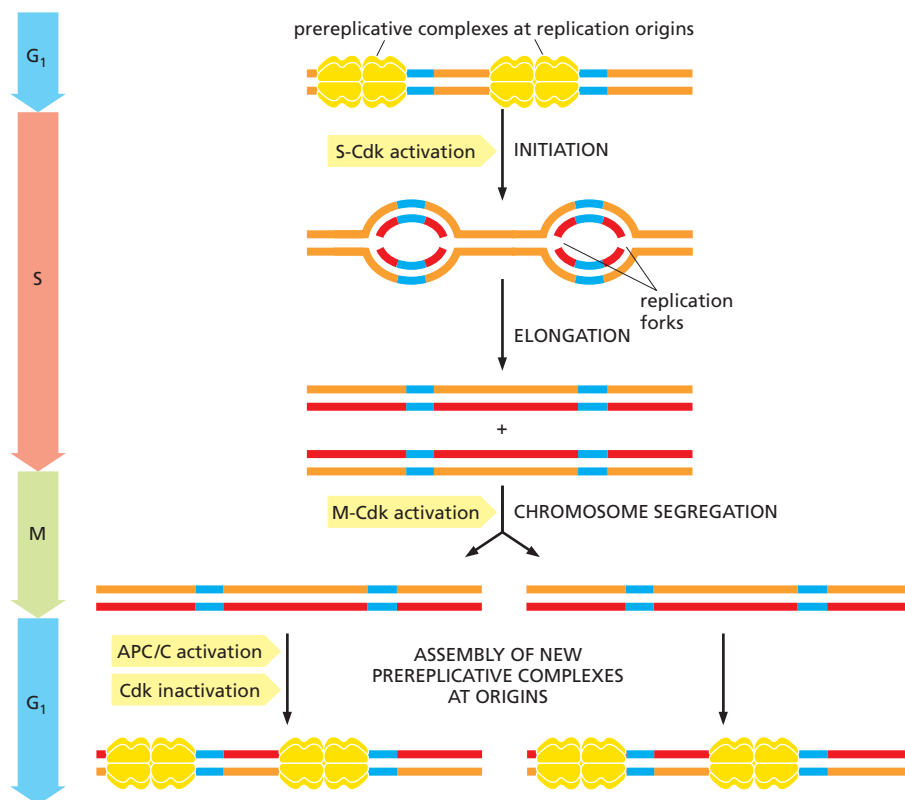 prereplicative complexes at replication origins
G1
S-Cdk activation
INITIATION
S
replication
forks
ELONGATION
+
M-Cdk activation
CHROMOSOME SEGREGATION
M
APC/C activation
Cdk inactivation
ASSEMBLY OF NEW
PREREPLICATIVE COMPLEXES
AT ORIGINS
G1